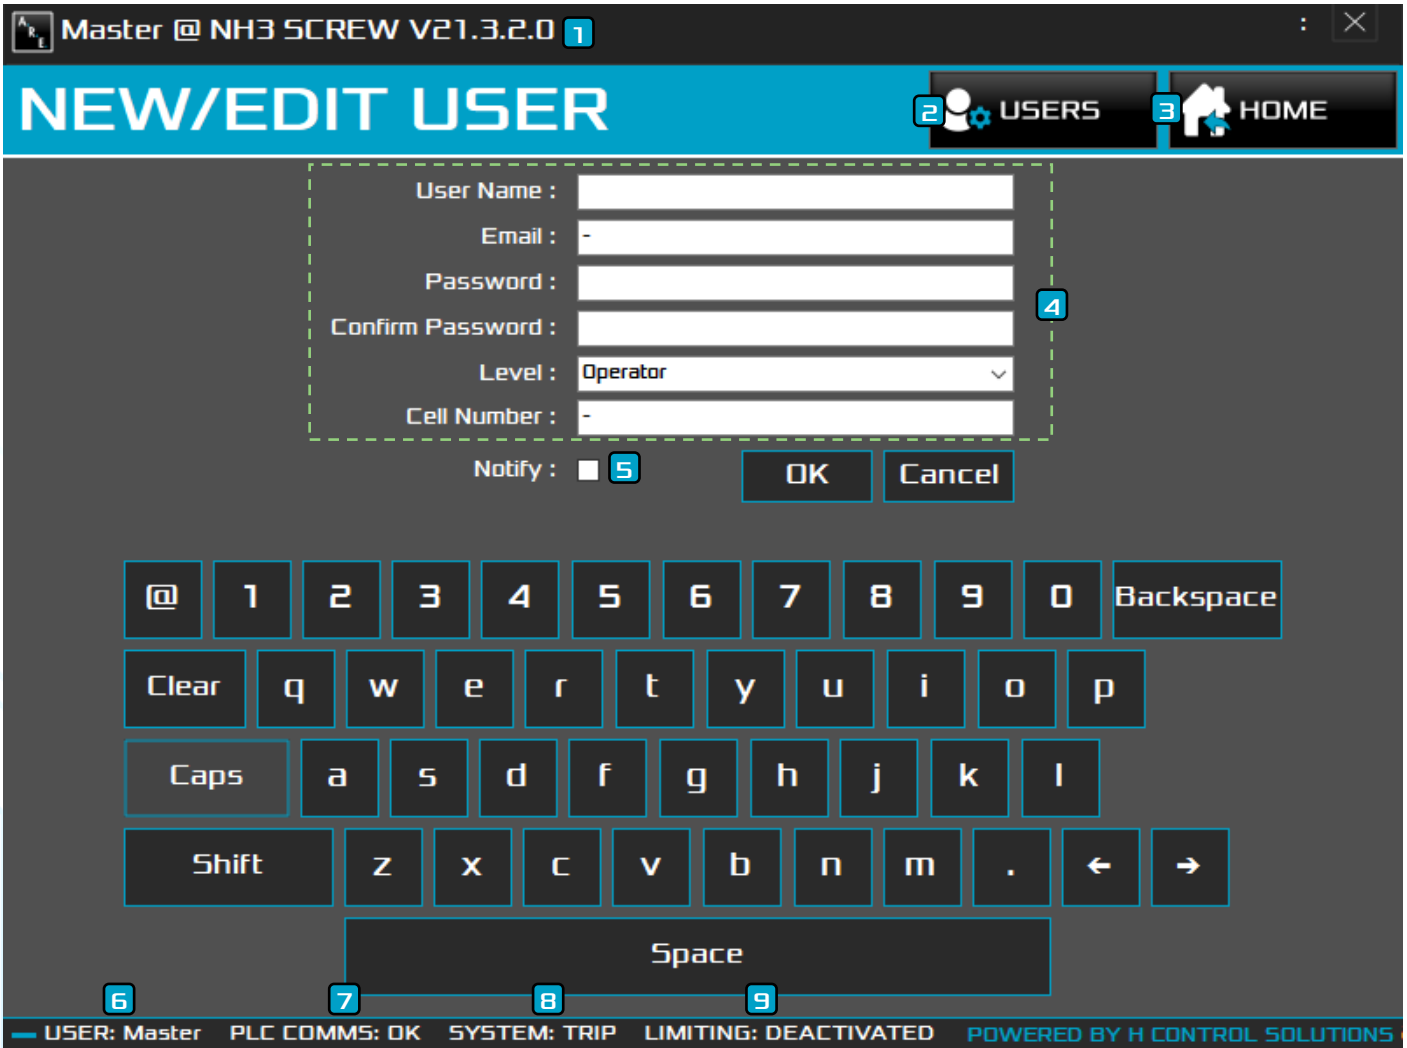 A R E Master @ NH3 SCREW V21.3.2.0 1 :
NEW/EDIT USER 2 USERS 3 HOME
User Name :
Email : -
Password :
4
Confirm Password :
Level : Operator
Cell Number : -
Notify : 5 OK Cancel
@ 1 2 3 4 5 6 7 8 9 0 Backspace
Clear q w e r t y u i o p
Caps a s d f g h j k l
Shift z x c v b n m . ← →
Space
6 7 8 9
USER: Master PLC COMMS: OK SYSTEM: TRIP LIMITING: DEACTIVATED POWERED BY H CONTROL SOLUTIONS